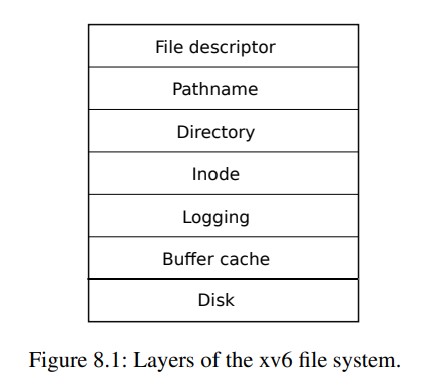 File descriptor
Pathname
Directory
Inode
Logging
Buffer cache
Disk
Figure 8.1: Layers of the xv6 file system.